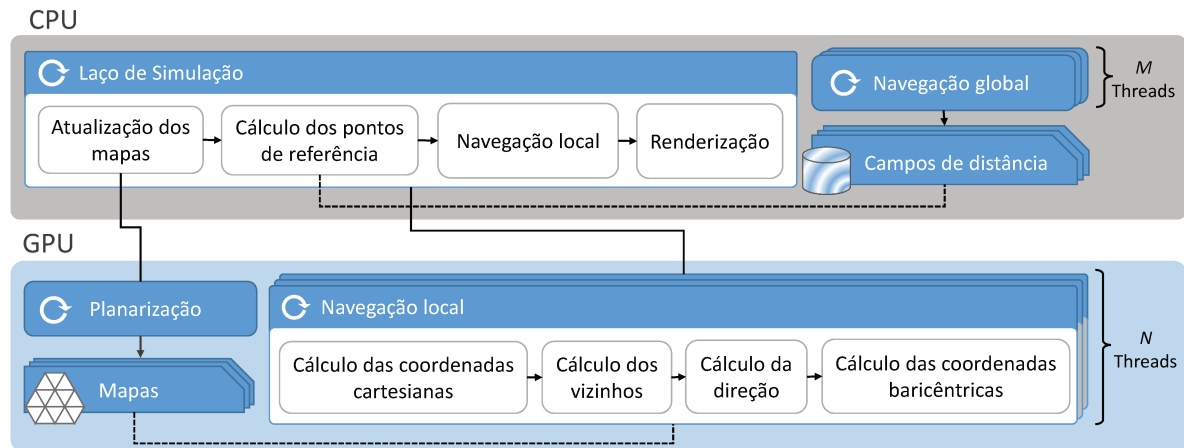 CPU
Laço de Simulação
Atualização dos
mapas
Cálculo dos pontos
de referência
Navegação local
Renderização
Navegação global
M
Threads
Campos de distância
GPU
Planarização
Mapas
Navegação local
Cálculo das coordenadas
cartesianas
Cálculo dos
vizinhos
Cálculo da
direção
Cálculo das coordenadas
baricêntricas
N
Threads